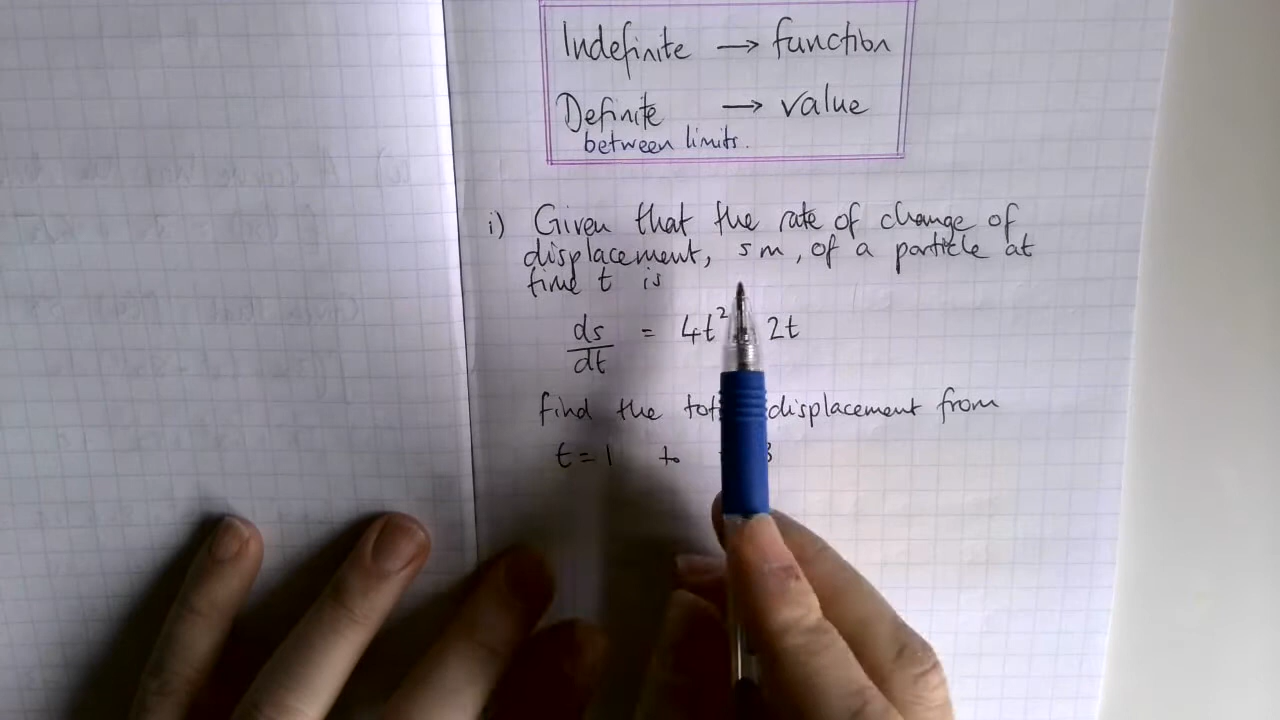 Indefinite → function
Definite → value
between limits.
i) Given that the rate of change of
displacement, s m, of a particle at
time t is
ds/dt = 4t² 2t
find the displacement from
t = 1 to 3